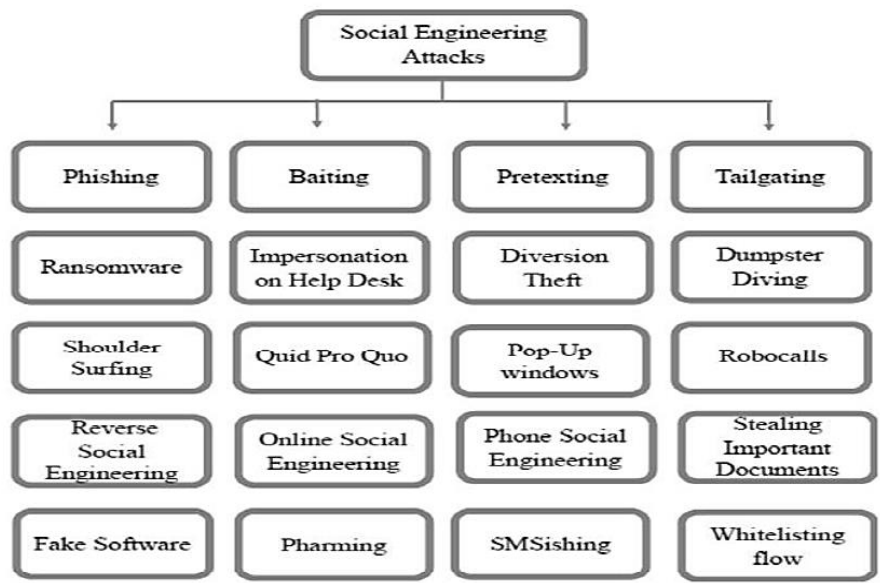 Social Engineering
Attacks
Phishing
Baiting
Pretexting
Tailgating
Ransomware
Impersonation
on Help Desk
Diversion
Theft
Dumpster
Diving
Shoulder
Surfing
Quid Pro Quo
Pop-Up
windows
Robocalls
Reverse
Social
Engineering
Online Social
Engineering
Phone Social
Engineering
Stealing
Important
Documents
Fake Software
Pharming
SMSishing
Whitelisting
flow